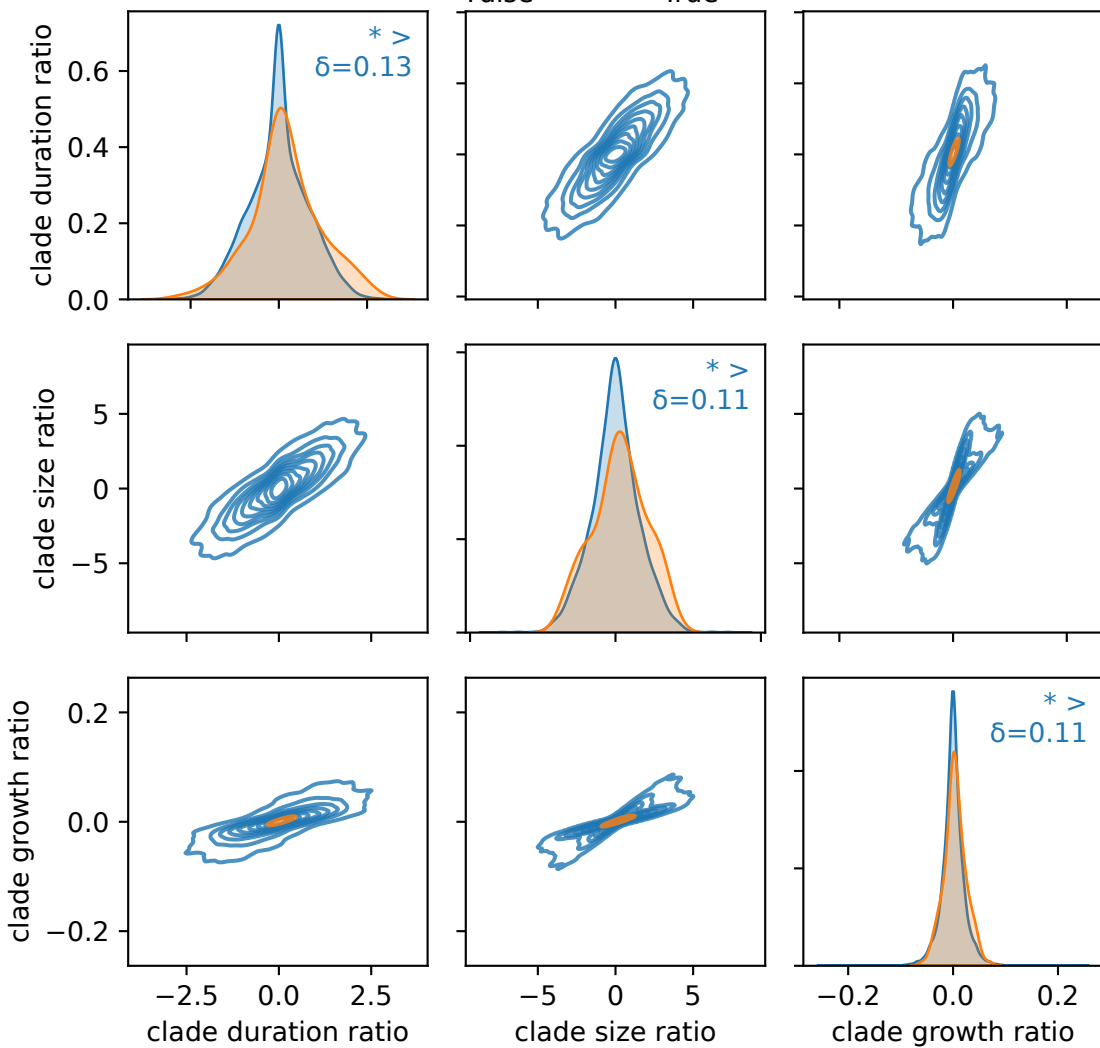 clade duration ratio
0.6
0.4
0.2
0.0
* >
δ=0.13
clade size ratio
5
0
−5
* >
δ=0.11
clade growth ratio
0.2
0.0
−0.2
* >
δ=0.11
−2.5 0.0 2.5
−5 0 5
−0.2 0.0 0.2
clade duration ratio
clade size ratio
clade growth ratio